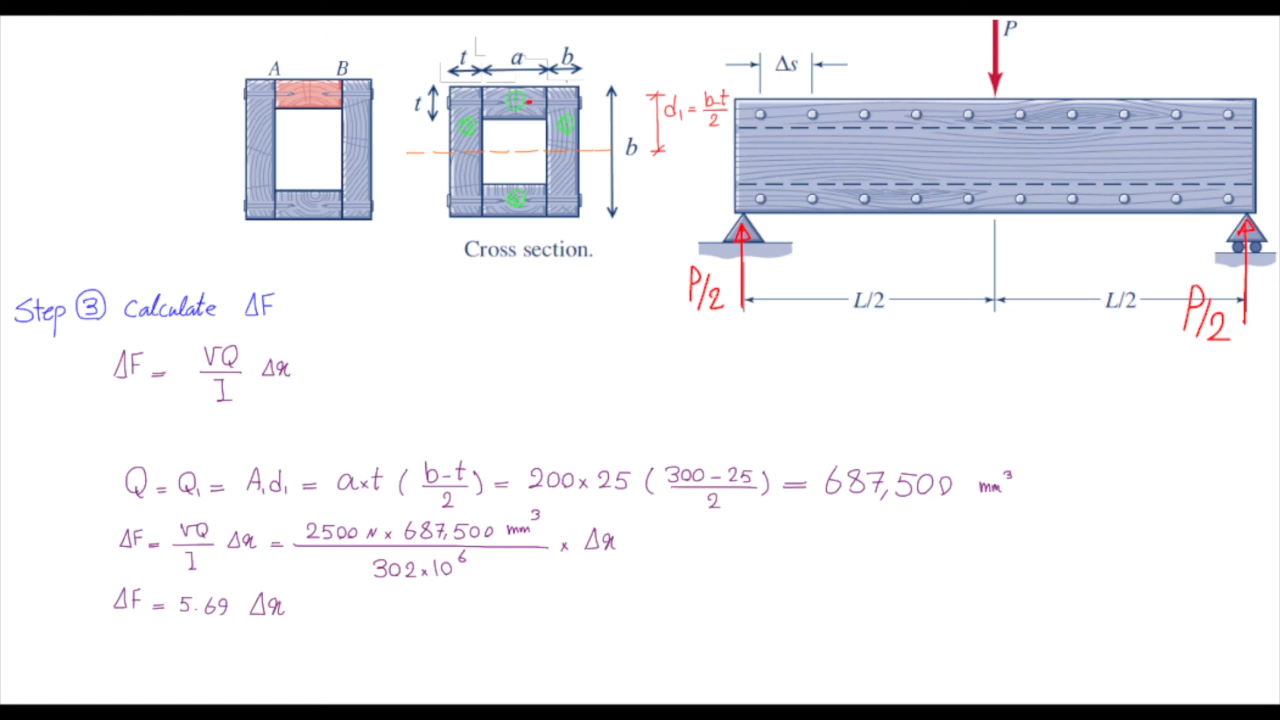 A B
t a b
t
b
d₁ = b-t/2
Δs
P
Cross section.
P/2
L/2
L/2
P/2
Step ③ Calculate ΔF
ΔF = VQ/I Δx
Q = Q₁ = A₁d₁ = a×t (b-t/2) = 200×25 (300-25/2) = 687,500 mm³
ΔF = VQ/I Δx = 2500 N × 687,500 mm³/302×10⁶ × Δx
ΔF = 5.69 Δx